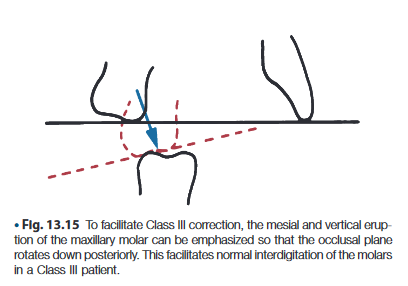 • Fig. 13.15 To facilitate Class III correction, the mesial and vertical erup-
tion of the maxillary molar can be emphasized so that the occlusal plane
rotates down posteriorly. This facilitates normal interdigitation of the molars
in a Class III patient.